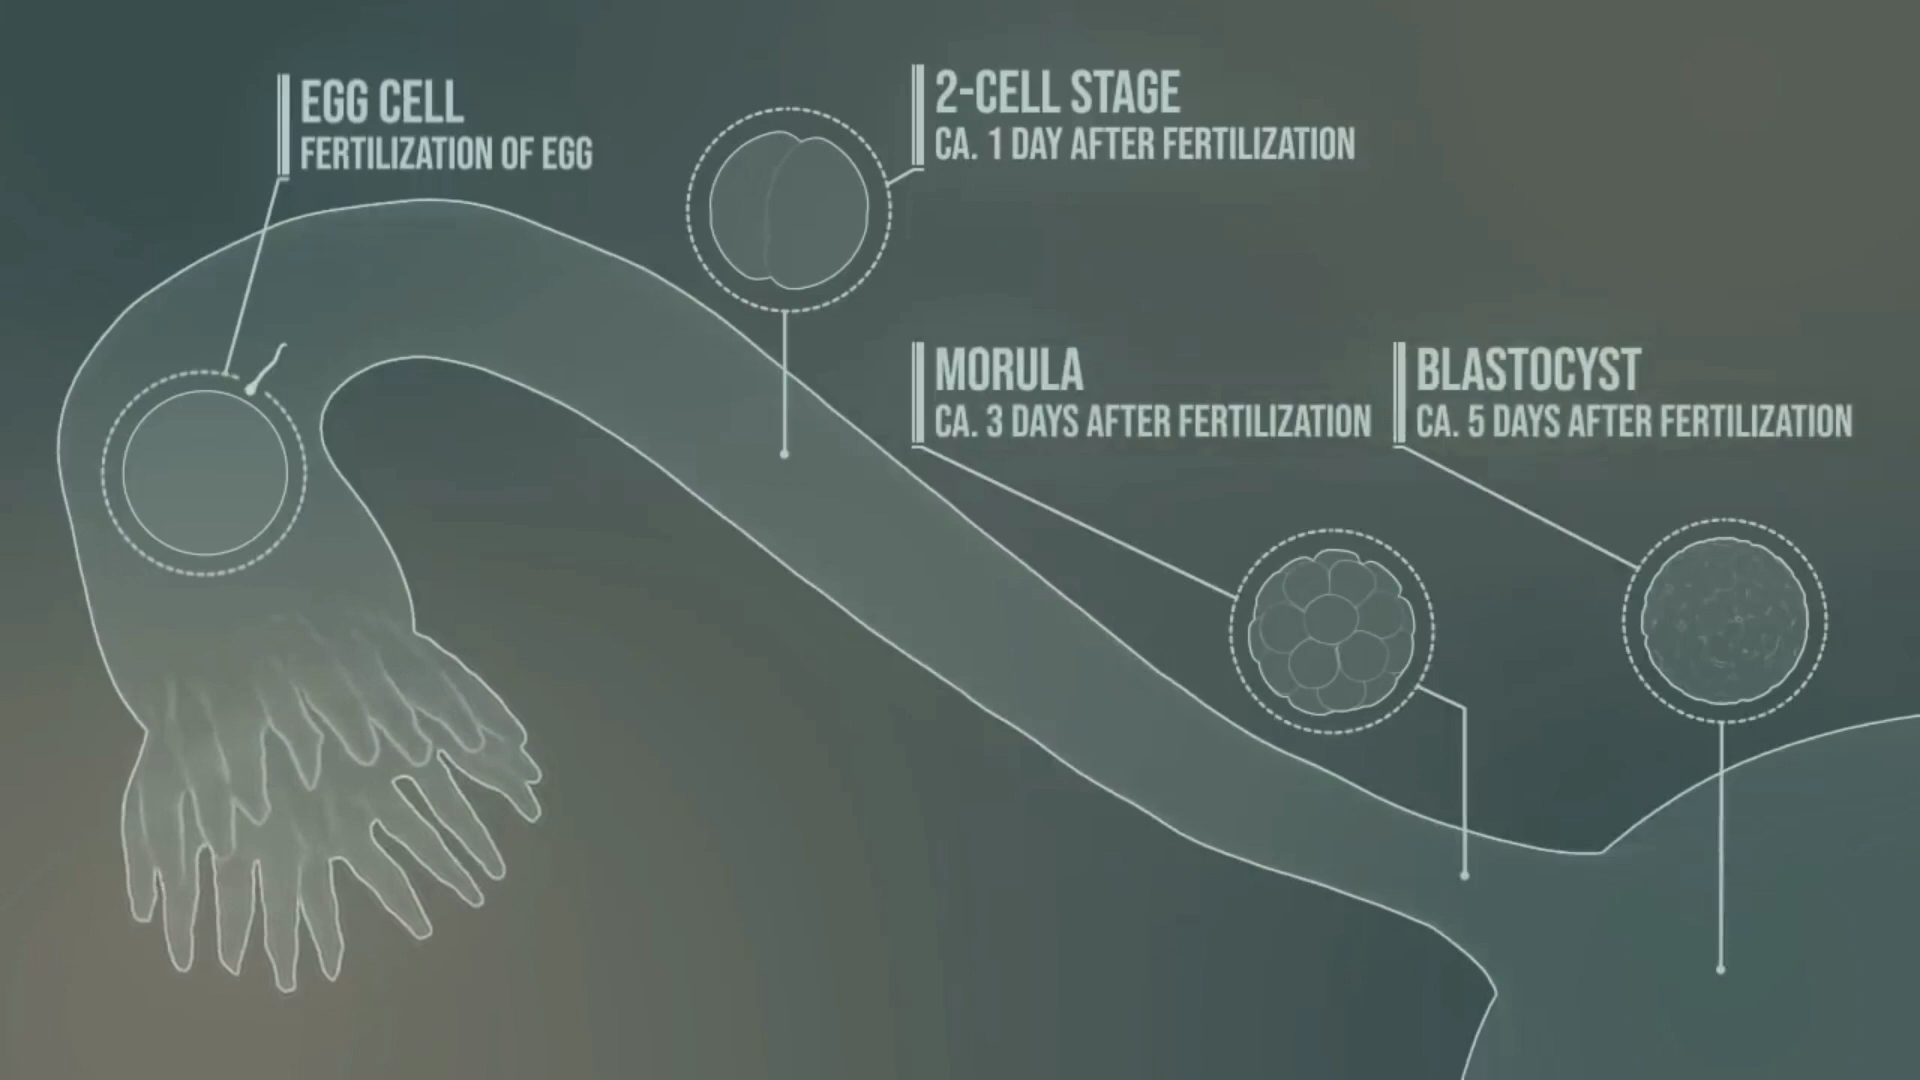 EGG CELL
FERTILIZATION OF EGG
2-CELL STAGE
CA. 1 DAY AFTER FERTILIZATION
MORULA
CA. 3 DAYS AFTER FERTILIZATION
BLASTOCYST
CA. 5 DAYS AFTER FERTILIZATION